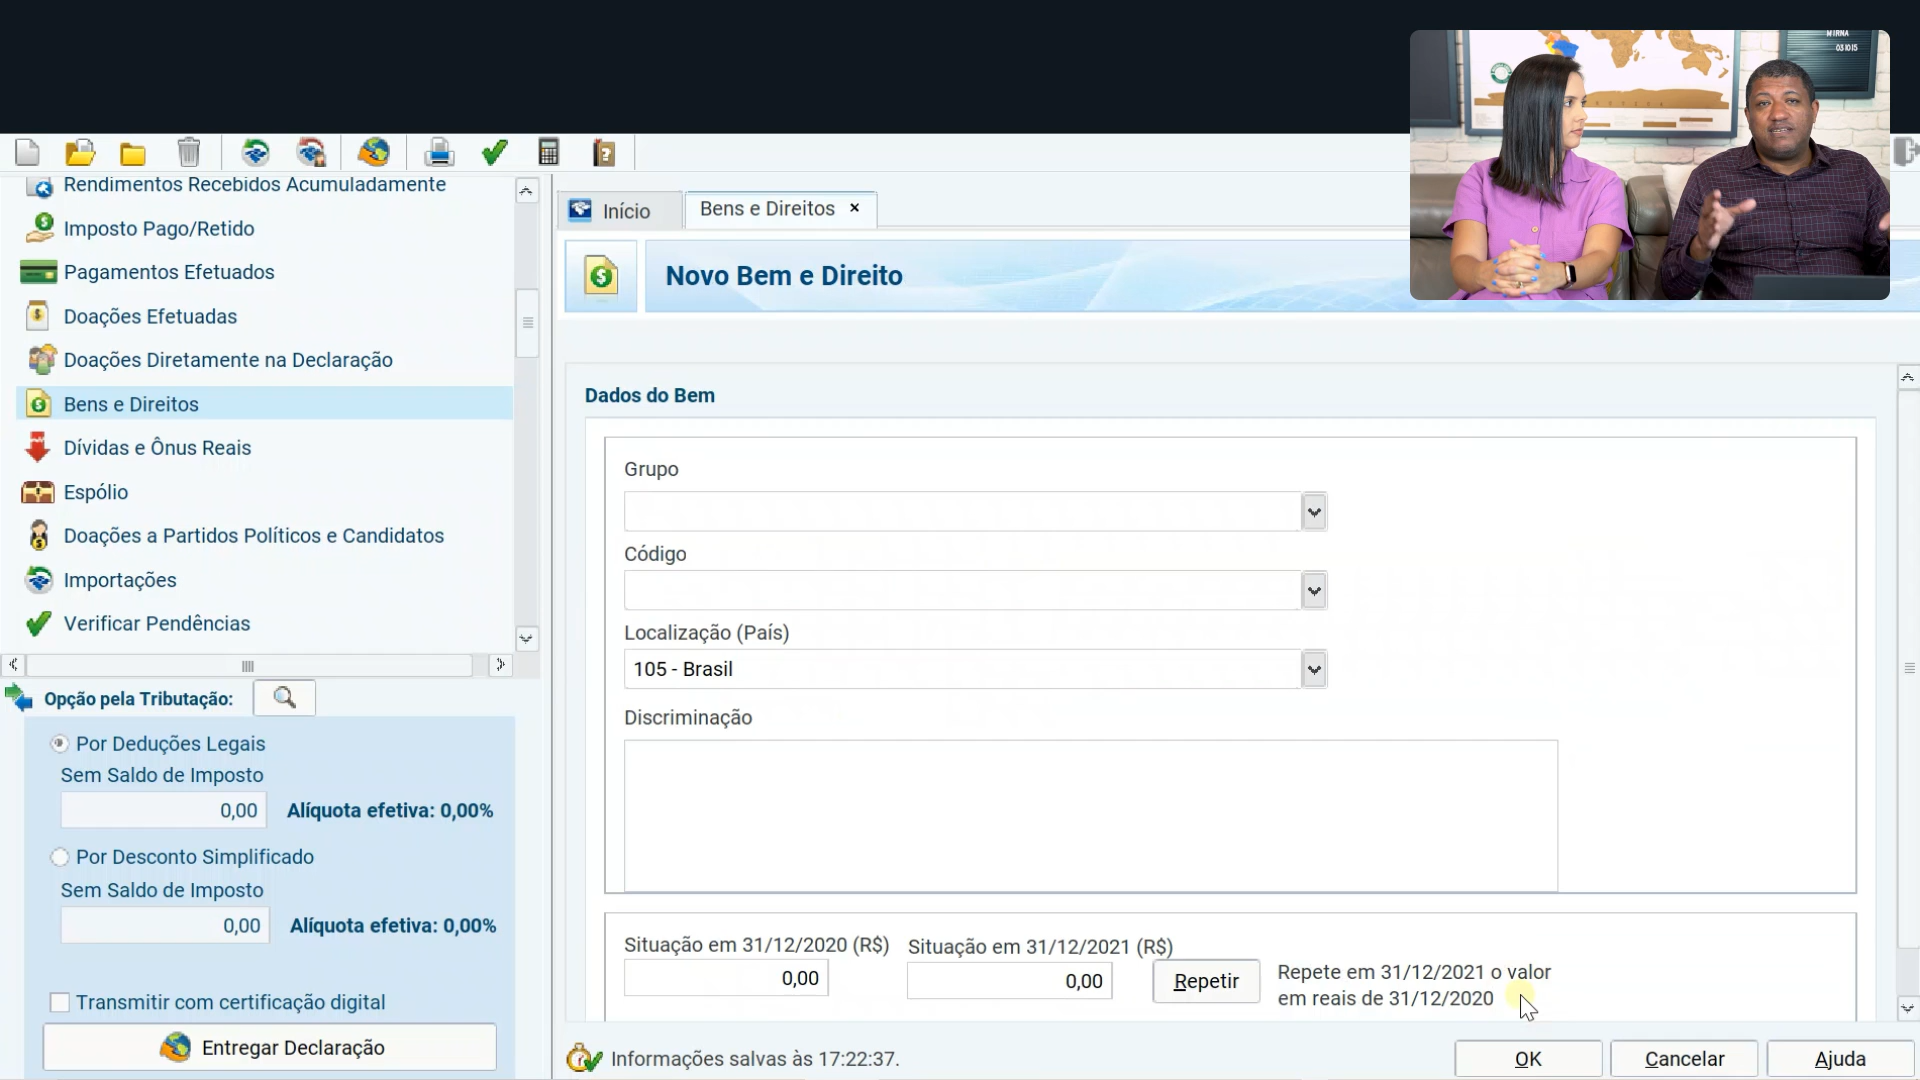 MIRNA
031015
Rendimentos Recebidos Acumuladamente
Imposto Pago/Retido
Pagamentos Efetuados
Doações Efetuadas
Doações Diretamente na Declaração
Bens e Direitos
Dívidas e Ônus Reais
Espólio
Doações a Partidos Políticos e Candidatos
Importações
Verificar Pendências
Opção pela Tributação:
Por Deduções Legais
Sem Saldo de Imposto
0,00 Alíquota efetiva: 0,00%
Por Desconto Simplificado
Sem Saldo de Imposto
0,00 Alíquota efetiva: 0,00%
Transmitir com certificação digital
Entregar Declaração
Início
Bens e Direitos ×
Novo Bem e Direito
Dados do Bem
Grupo
Código
Localização (País)
105 - Brasil
Discriminação
Situação em 31/12/2020 (R$) Situação em 31/12/2021 (R$)
0,00 0,00 Repetir
Repete em 31/12/2021 o valor
em reais de 31/12/2020
Informações salvas às 17:22:37.
OK Cancelar Ajuda